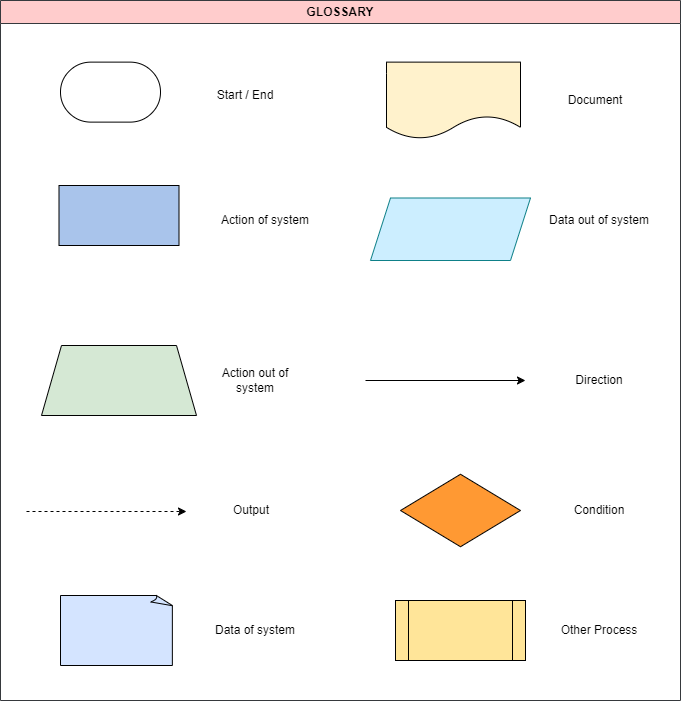 GLOSSARY
Start / End
Document
Action of system
Data out of system
Action out of
system
Direction
Output
Condition
Data of system
Other Process